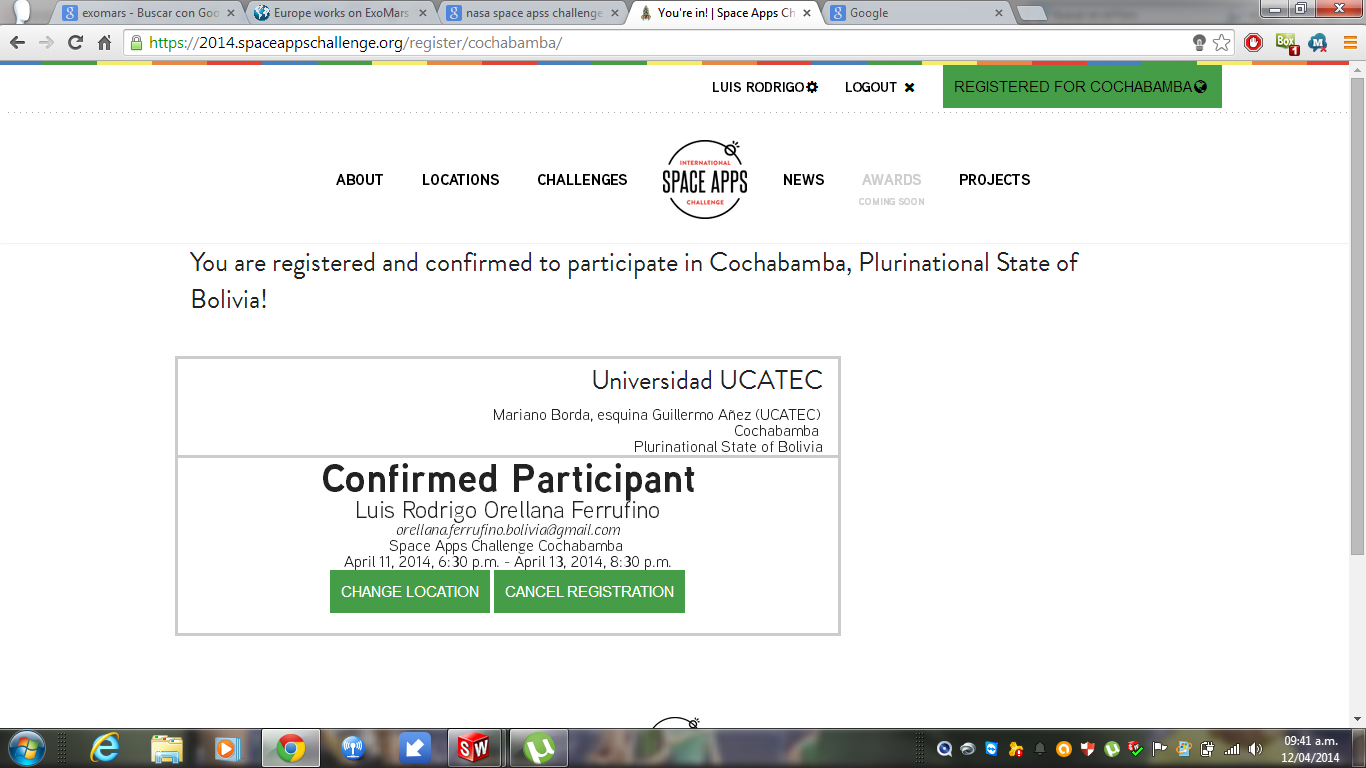 exomars - Buscar con Goo
Europe works on ExoMars
nasa space apss challenge
You're in! | Space Apps Ch
Google
https://2014.spaceappschallenge.org/register/cochabamba/
Box
1
LUIS RODRIGO
LOGOUT
REGISTERED FOR COCHABAMBA
ABOUT
LOCATIONS
CHALLENGES
INTERNATIONAL
SPACE APPS
CHALLENGE
NEWS
AWARDS
COMING SOON
PROJECTS
You are registered and confirmed to participate in Cochabamba, Plurinational State of
Bolivia!
Universidad UCATEC
Mariano Borda, esquina Guillermo Añez (UCATEC)
Cochabamba
Plurinational State of Bolivia
Confirmed Participant
Luis Rodrigo Orellana Ferrufino
orellana.ferrufino.bolivia@gmail.com
Space Apps Challenge Cochabamba
April 11, 2014, 6:30 p.m. - April 13, 2014, 8:30 p.m.
CHANGE LOCATION
CANCEL REGISTRATION
SW
09:41 a.m.
12/04/2014